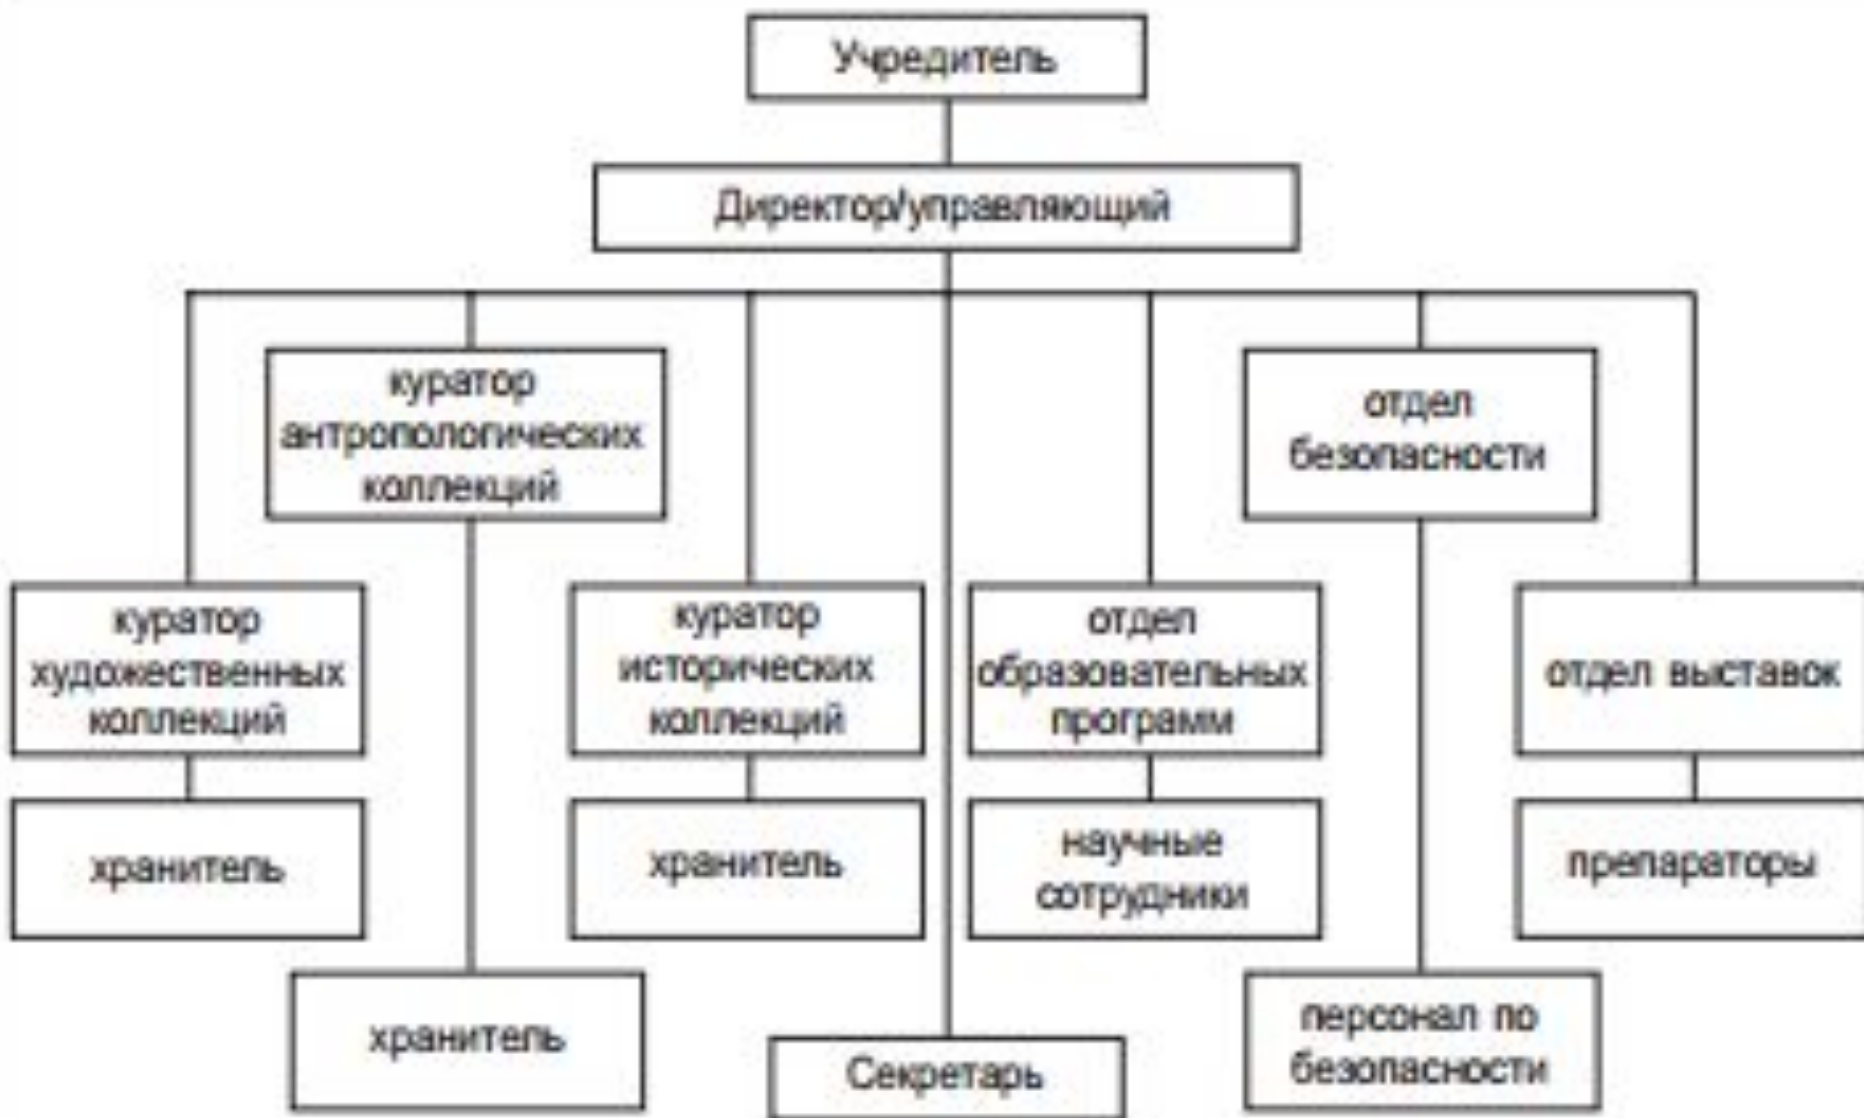 Учредитель
Директор/управляющий
куратор
антропологических
коллекций
отдел
безопасности
куратор
художественных
коллекций
куратор
исторических
коллекций
отдел
образовательных
программ
отдел выставок
хранитель
хранитель
научные
сотрудники
препараторы
хранитель
Секретарь
персонал по
безопасности